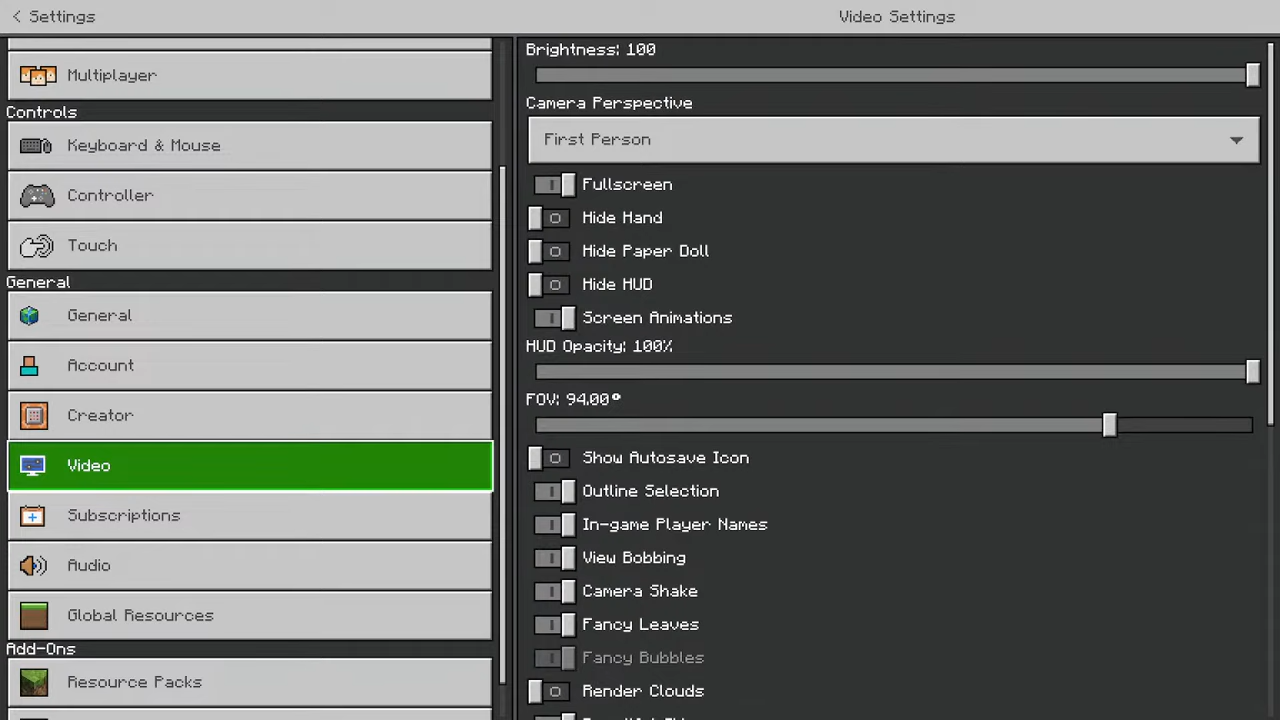 Settings
Video Settings
Multiplayer
Controls
Keyboard & Mouse
Controller
Touch
General
General
Account
Creator
Video
Subscriptions
Audio
Global Resources
Add-Ons
Resource Packs
Brightness: 100
Camera Perspective
First Person
Fullscreen
Hide Hand
Hide Paper Doll
Hide HUD
Screen Animations
HUD Opacity: 100%
FOV: 94.00°
Show Autosave Icon
Outline Selection
In-game Player Names
View Bobbing
Camera Shake
Fancy Leaves
Fancy Bubbles
Render Clouds